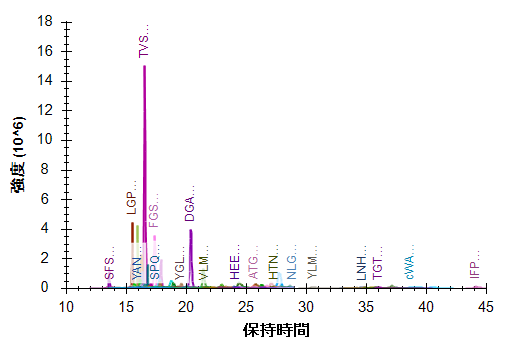 18
16
14
12
10
8
6
4
2
0
強度 (10^6)
10 15 20 25 30 35 40 45
保持時間
SFS...
LGP...
YAN...
TVS...
FGS...
SPQ...
YGL...
DGA...
VLM...
HEE...
ATG...
HTN...
NLG...
YLM...
LNH...
TGT...
cWA...
IFP...